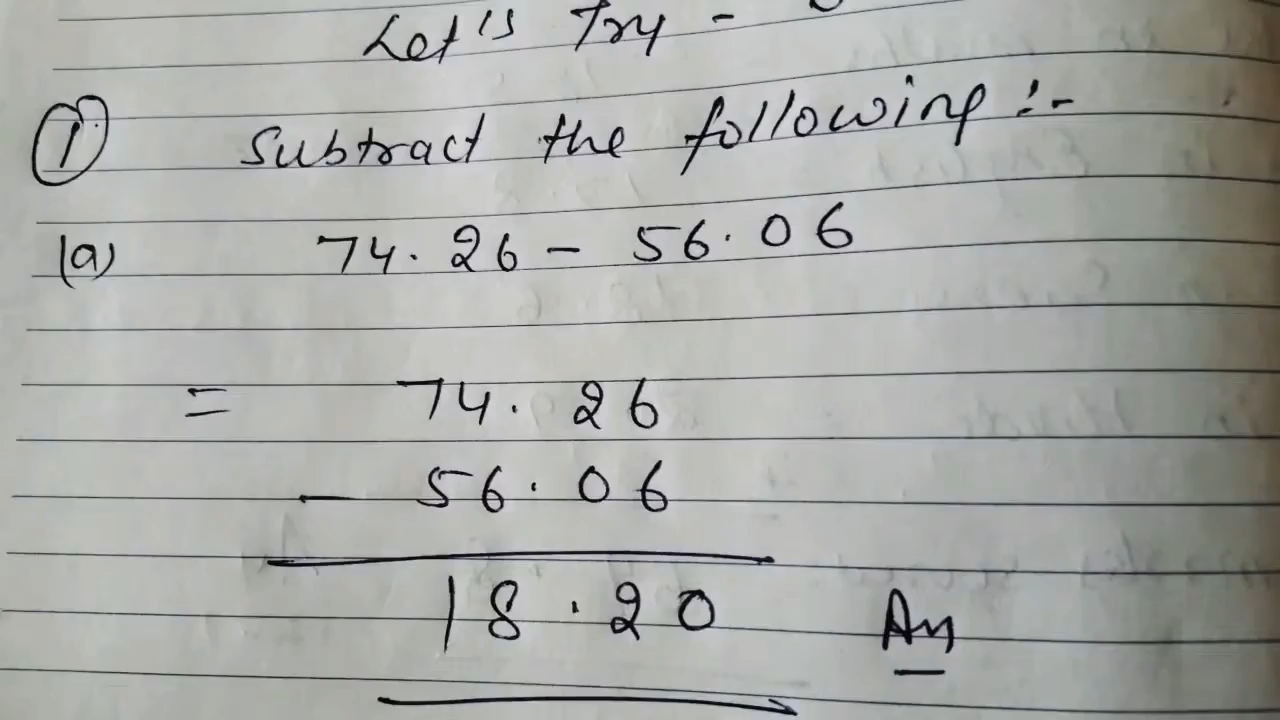 Let's Try -
① Subtract the following :-
(a) 74.26 - 56.06
= 74.26
- 56.06
18.20 Ans